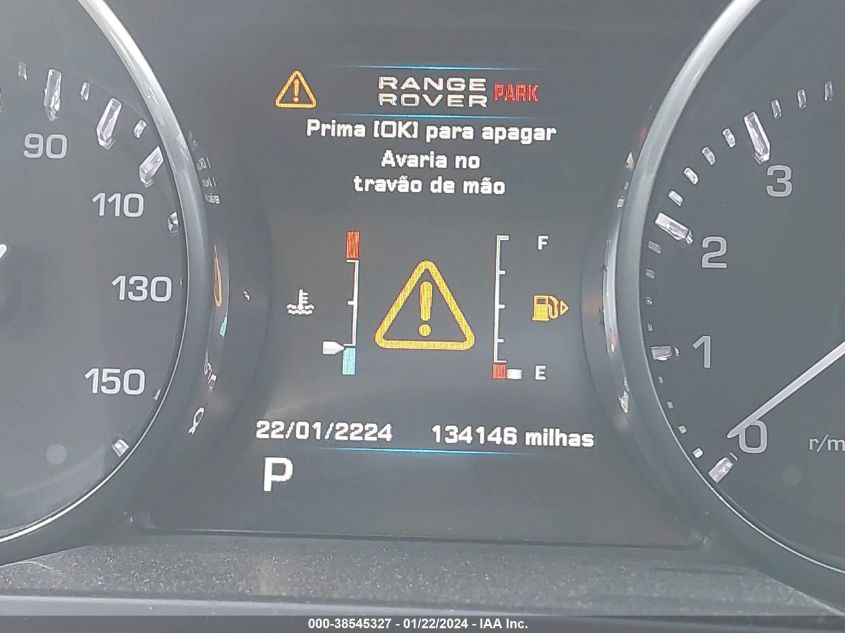 RANGE
ROVER PARK
Prima [OK] para apagar
Avaria no
travão de mão
90
110
130
150
F
E
3
2
1
0
r/m
22/01/2224 134146 milhas
P
000-38545327 - 01/22/2024 - IAA Inc.